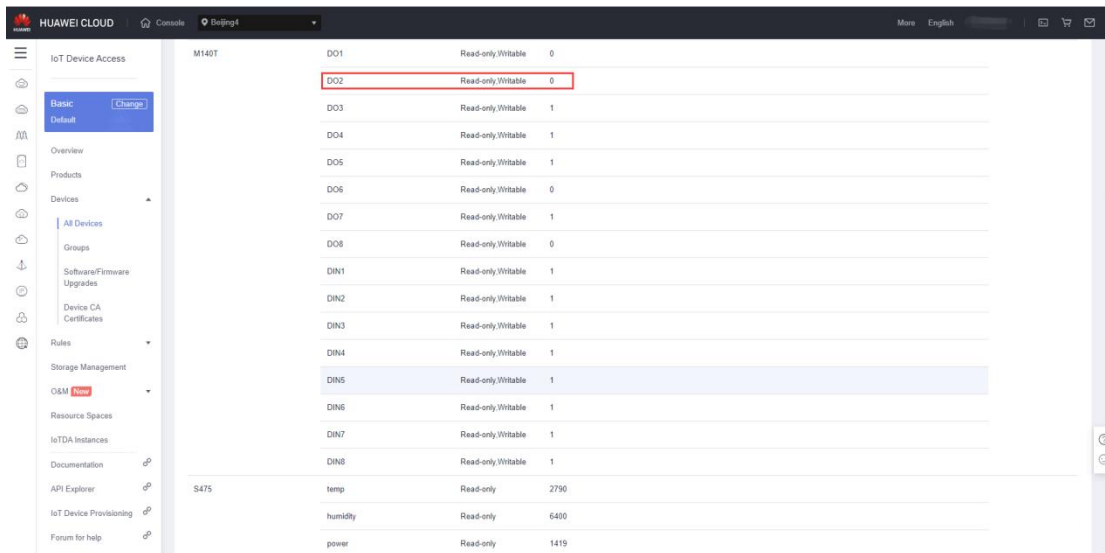 HUAWEI
HUAWEI CLOUD Console Beijing4 More English
IoT Device Access
Basic Change
Default
Overview
Products
Devices
All Devices
Groups
Software/Firmware
Upgrades
Device CA
Certificates
Rules
Storage Management
O&M New
Resource Spaces
IoTDA Instances
Documentation
API Explorer
IoT Device Provisioning
Forum for help
M140T DO1 Read-only,Writable 0
DO2 Read-only,Writable 0
DO3 Read-only,Writable 1
DO4 Read-only,Writable 1
DO5 Read-only,Writable 1
DO6 Read-only,Writable 0
DO7 Read-only,Writable 1
DO8 Read-only,Writable 0
DIN1 Read-only,Writable 1
DIN2 Read-only,Writable 1
DIN3 Read-only,Writable 1
DIN4 Read-only,Writable 1
DIN5 Read-only,Writable 1
DIN6 Read-only,Writable 1
DIN7 Read-only,Writable 1
DIN8 Read-only,Writable 1
S475 temp Read-only 2790
humidity Read-only 6400
power Read-only 1419